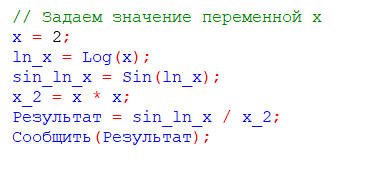 // Задаем значение переменной x
x = 2;
ln_x = Log(x);
sin_ln_x = Sin(ln_x);
x_2 = x * x;
Результат = sin_ln_x / x_2;
Сообщить(Результат);